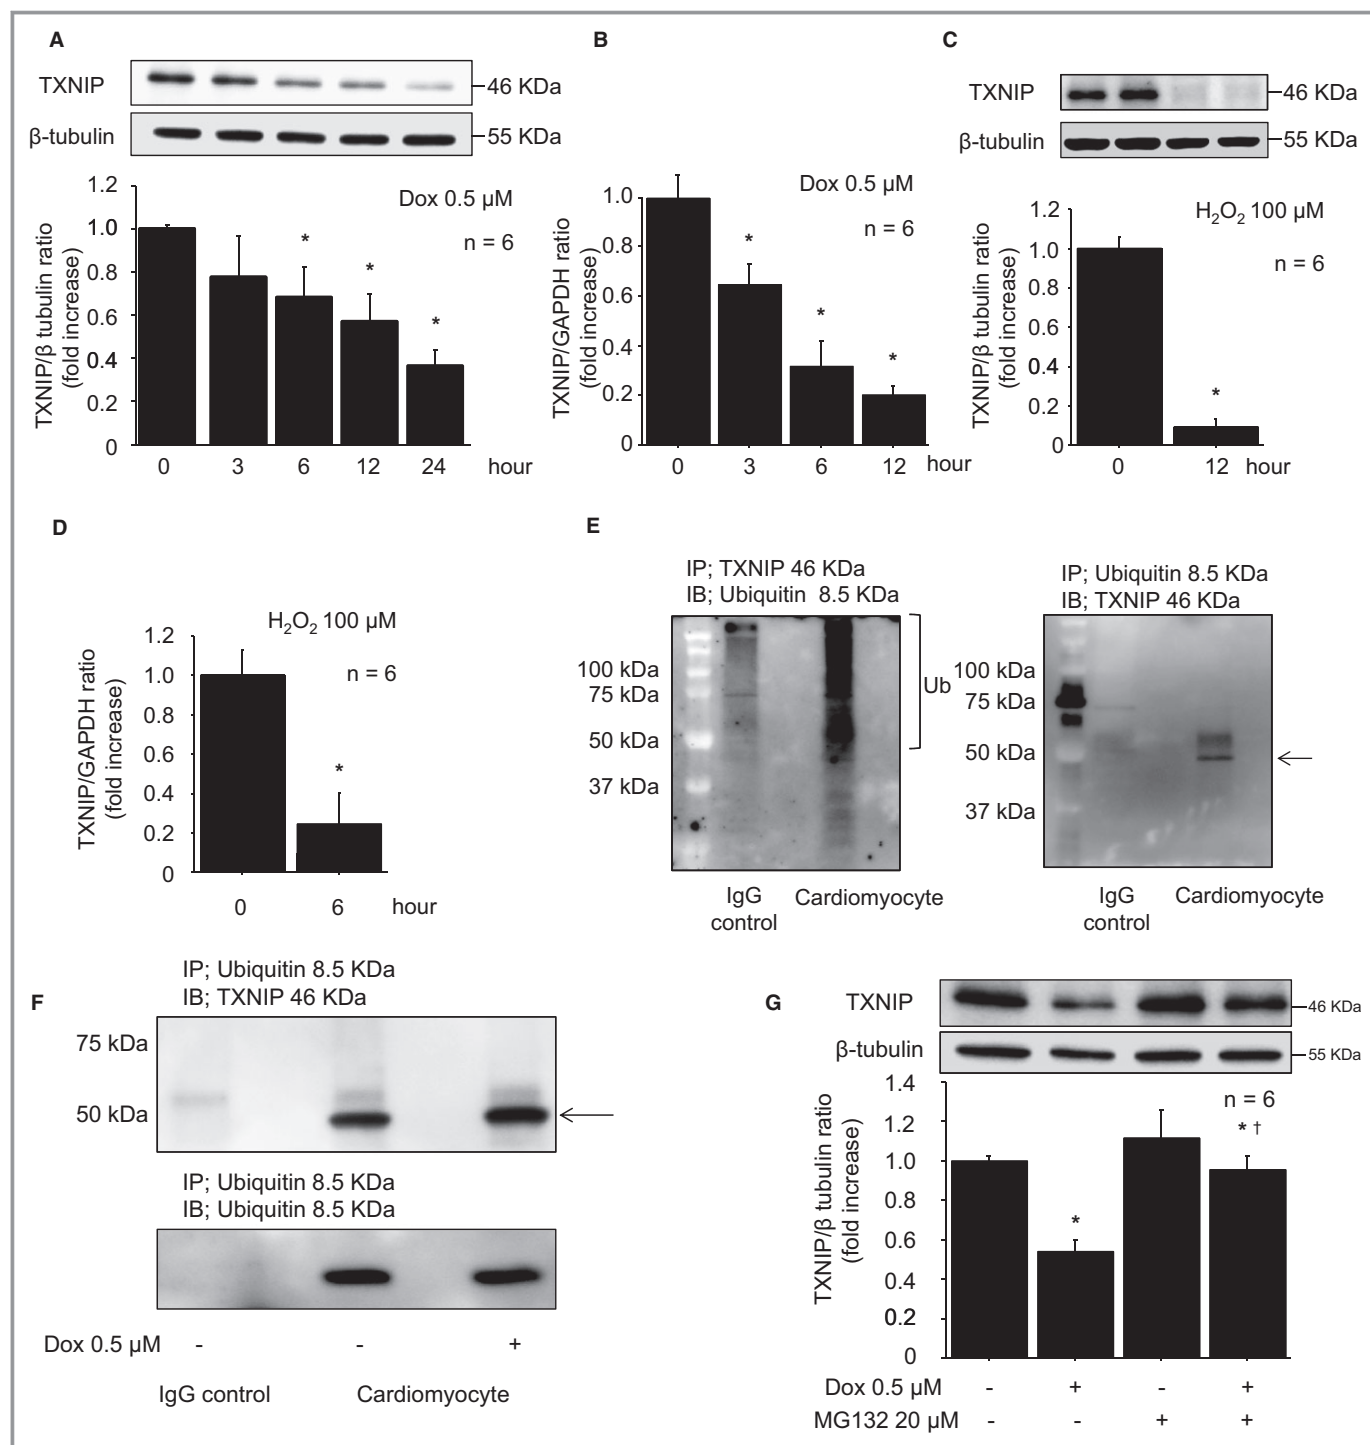 A
TXNIP
46 KDa
β-tubulin
55 KDa
1.2
1.0
0.8
0.6
0.4
0.2
0
TXNIP/β tubulin ratio
(fold increase)
Dox 0.5 µM
n = 6
*
*
*
0 3 6 12 24 hour
B
1.0
0.8
0.6
0.4
0.2
0
TXNIP/GAPDH ratio
(fold increase)
Dox 0.5 µM
n = 6
*
*
*
0 3 6 12 hour
C
TXNIP
46 KDa
β-tubulin
55 KDa
1.2
1.0
0.8
0.6
0.4
0.2
0
TXNIP/β tubulin ratio
(fold increase)
H₂O₂ 100 µM
n = 6
*
0 12 hour
D
1.2
1.0
0.8
0.6
0.4
0.2
0
TXNIP/GAPDH ratio
(fold increase)
H₂O₂ 100 µM
n = 6
*
0 6 hour
E
IP; TXNIP 46 KDa
IB; Ubiquitin 8.5 KDa
100 kDa
75 kDa
50 kDa
37 kDa
Ub
IgG
control
Cardiomyocyte
IP; Ubiquitin 8.5 KDa
IB; TXNIP 46 KDa
100 kDa
75 kDa
50 kDa
37 kDa
IgG
control
Cardiomyocyte
F
IP; Ubiquitin 8.5 KDa
IB; TXNIP 46 KDa
75 kDa
50 kDa
IP; Ubiquitin 8.5 KDa
IB; Ubiquitin 8.5 KDa
Dox 0.5 µM - - +
IgG control Cardiomyocyte
G
TXNIP
46 KDa
β-tubulin
55 KDa
1.4
1.2
1.0
0.8
0.6
0.4
0.2
0
TXNIP/β tubulin ratio
(fold increase)
n = 6
* †
*
Dox 0.5 µM - + - +
MG132 20 µM - - + +